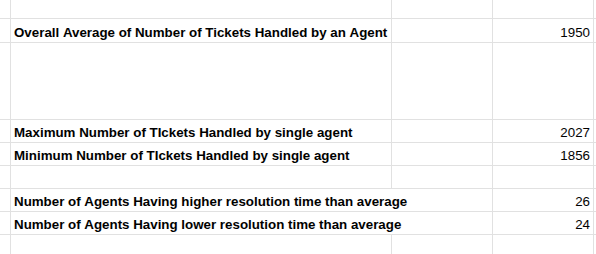 Overall Average of Number of Tickets Handled by an Agent 1950
Maximum Number of TIckets Handled by single agent 2027
Minimum Number of TIckets Handled by single agent 1856
Number of Agents Having higher resolution time than average 26
Number of Agents Having lower resolution time than average 24